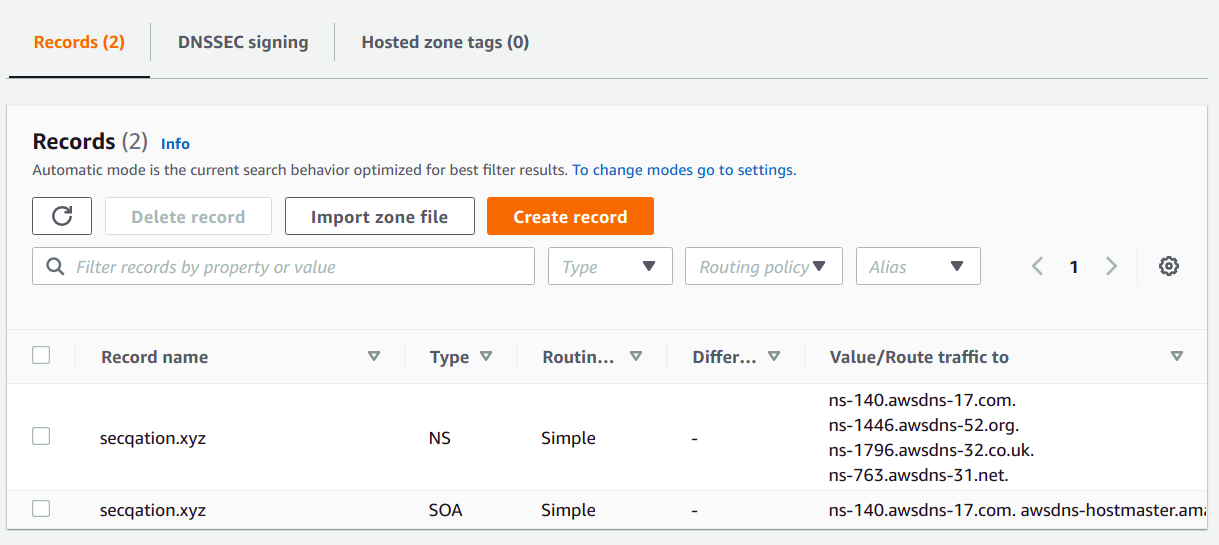 Records (2) DNSSEC signing Hosted zone tags (0)
Records (2) Info
Automatic mode is the current search behavior optimized for best filter results. To change modes go to settings.
Delete record Import zone file Create record
Filter records by property or value Type Routing policy Alias 1
Record name Type Routin... Differ... Value/Route traffic to
secqation.xyz NS Simple - ns-140.awsdns-17.com.
ns-1446.awsdns-52.org.
ns-1796.awsdns-32.co.uk.
ns-763.awsdns-31.net.
secqation.xyz SOA Simple - ns-140.awsdns-17.com. awsdns-hostmaster.ama